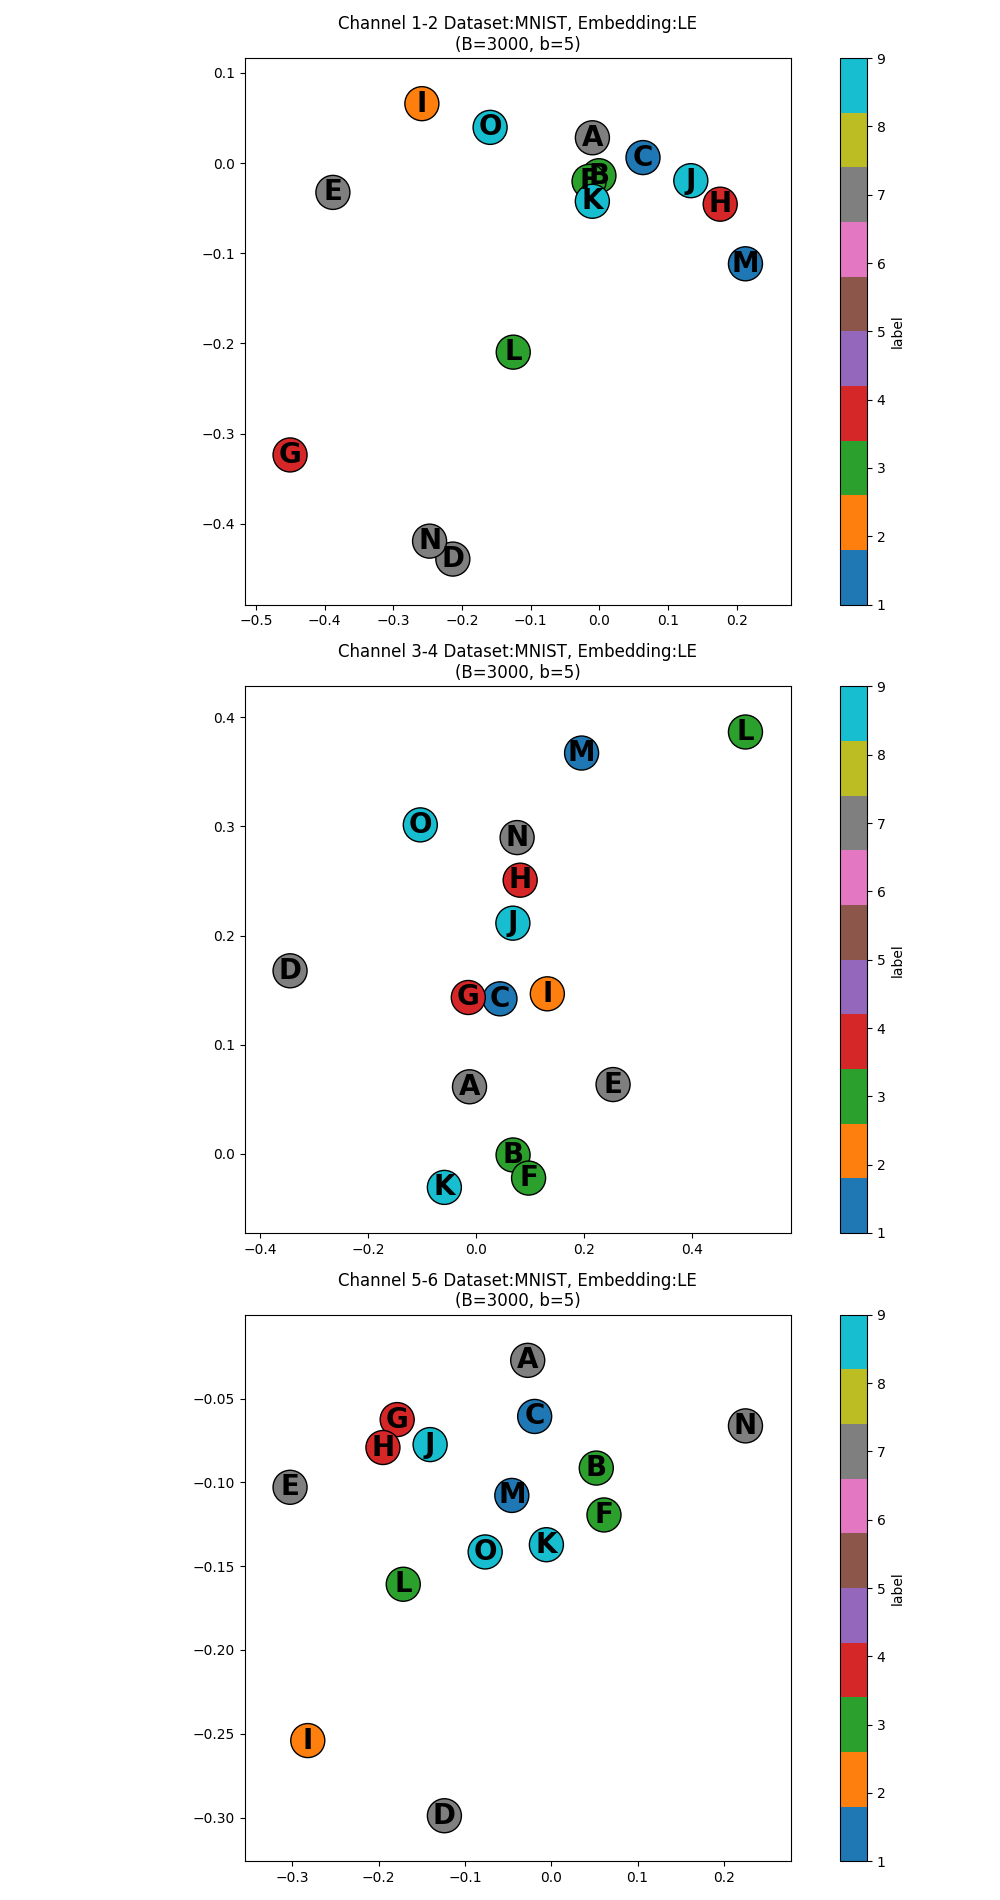 Channel 1-2 Dataset:MNIST, Embedding:LE
(B=3000, b=5)
0.1
0.0
−0.1
−0.2
−0.3
−0.4
−0.5
−0.4
−0.3
−0.2
−0.1
0.0
0.1
0.2
I
O
A
C
B
F
K
J
H
E
M
L
G
N
D
9
8
7
6
5
4
3
2
1
label
Channel 3-4 Dataset:MNIST, Embedding:LE
(B=3000, b=5)
0.4
0.3
0.2
0.1
0.0
−0.4
−0.2
0.0
0.2
0.4
L
M
O
N
H
J
D
G
C
I
A
E
B
F
K
9
8
7
6
5
4
3
2
1
label
Channel 5-6 Dataset:MNIST, Embedding:LE
(B=3000, b=5)
−0.05
−0.10
−0.15
−0.20
−0.25
−0.30
−0.3
−0.2
−0.1
0.0
0.1
0.2
A
G
C
N
H
J
B
E
M
F
O
K
L
I
D
9
8
7
6
5
4
3
2
1
label